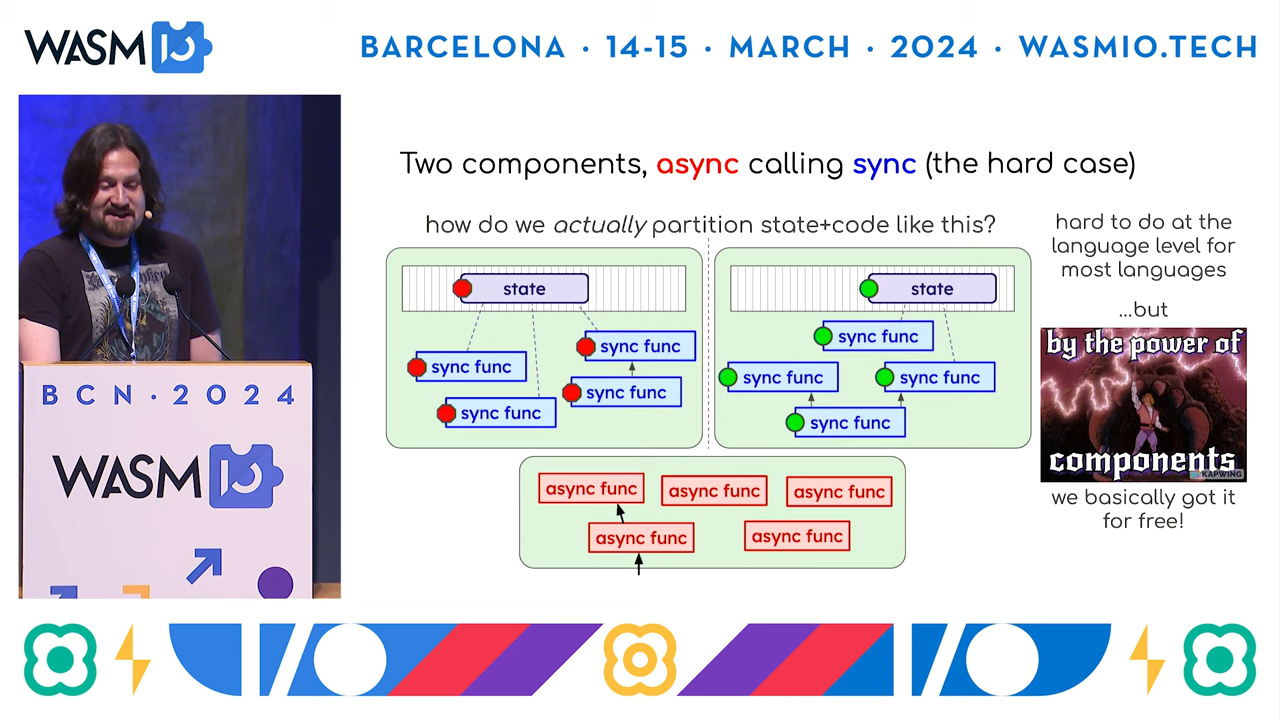 WASM IO
BARCELONA · 14-15 · MARCH · 2024 · WASMIO.TECH
Two components, async calling sync (the hard case)
how do we actually partition state+code like this?
state
sync func
sync func
sync func
sync func
state
sync func
sync func
sync func
sync func
async func
async func
async func
async func
async func
hard to do at the
language level for
most languages
...but
by the power of
components
KAPWING
we basically got it
for free!
BCN·2024
WASM IO